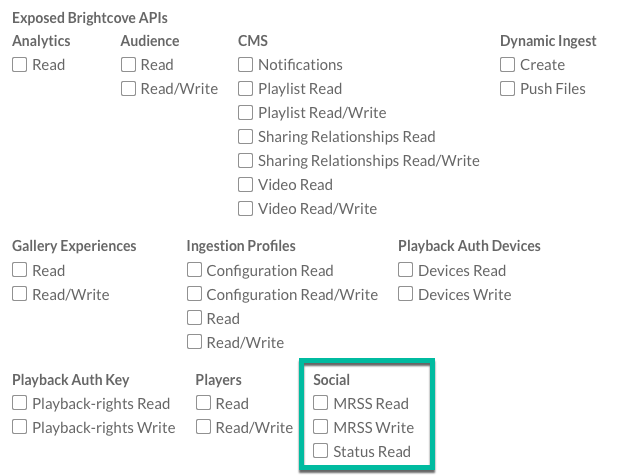 Exposed Brightcove APIs
Analytics
Read
Audience
Read
Read/Write
CMS
Notifications
Playlist Read
Playlist Read/Write
Sharing Relationships Read
Sharing Relationships Read/Write
Video Read
Video Read/Write
Dynamic Ingest
Create
Push Files
Gallery Experiences
Read
Read/Write
Ingestion Profiles
Configuration Read
Configuration Read/Write
Read
Read/Write
Playback Auth Devices
Devices Read
Devices Write
Playback Auth Key
Playback-rights Read
Playback-rights Write
Players
Read
Read/Write
Social
MRSS Read
MRSS Write
Status Read